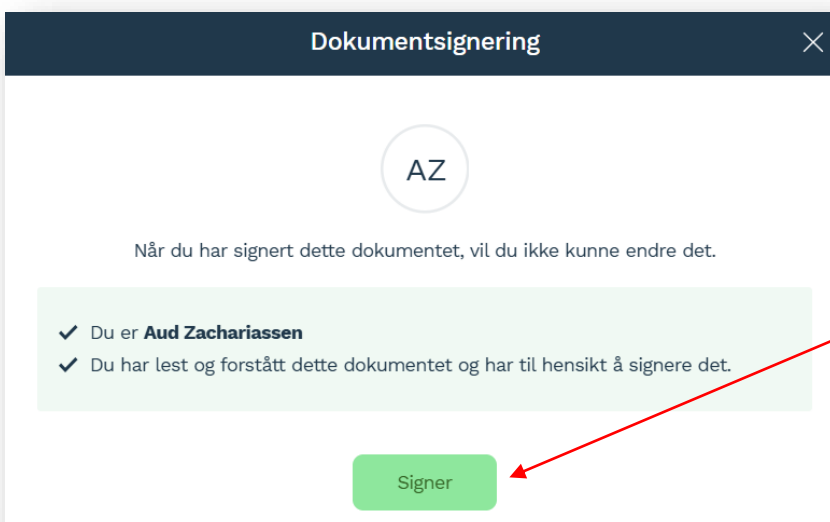 Dokumentsignering
AZ
Når du har signert dette dokumentet, vil du ikke kunne endre det.
Du er Aud Zachariassen
Du har lest og forstått dette dokumentet og har til hensikt å signere det.
Signer